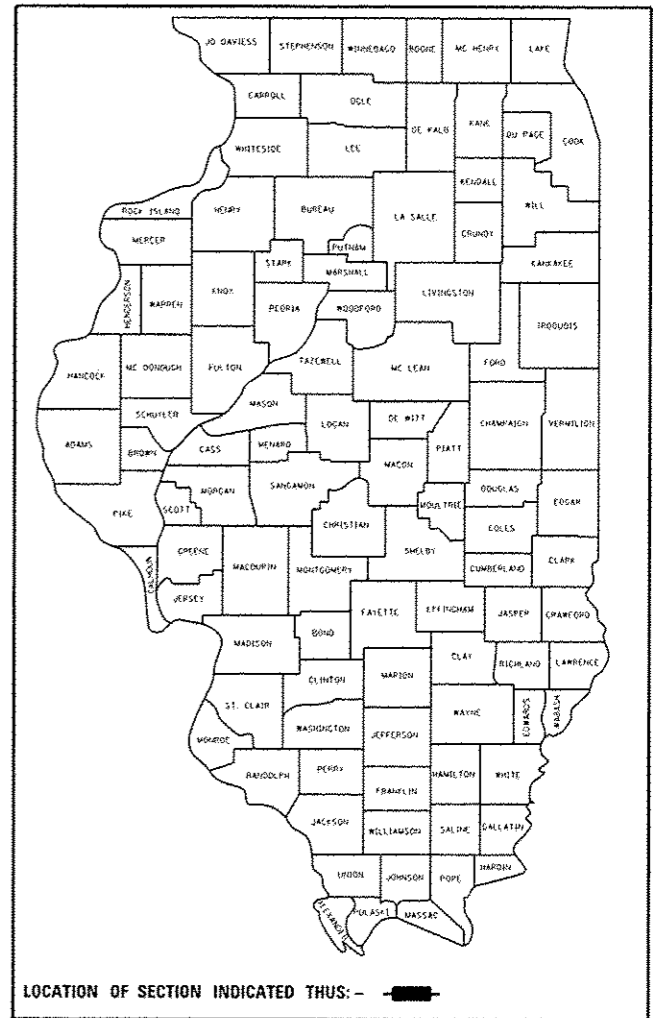 JO DAVIESS STEPHENSON WINNEBAGO BOONE MC HENRY LAKE
CARROLL OGLE DE KALB KANE DU PAGE COOK
WHITESIDE LEE
KENDALL
ROCK ISLAND HENRY BUREAU LA SALLE GRUNDY WILL
MERCER PUTNAM
STARK MARSHALL KANKAKEE
HENDERSON WARREN KNOX PEORIA WOODFORD LIVINGSTON IROQUOIS
HANCOCK MC DONOUGH FULTON TAZEWELL MC LEAN FORD
MASON
SCHUYLER LOGAN DE WITT CHAMPAIGN VERMILION
ADAMS BROWN CASS MENARD PIATT
MACON
MORGAN SANGAMON DOUGLAS EDGAR
PIKE SCOTT MOULTRIE
CHRISTIAN COLES
GREENE MACOUPIN MONTGOMERY SHELBY CLARK
CALHOUN JERSEY CUMBERLAND
FAYETTE EFFINGHAM JASPER CRAWFORD
MADISON BOND
CLAY RICHLAND LAWRENCE
CLINTON MARION
ST. CLAIR WAYNE EDWARDS WABASH
MONROE WASHINGTON JEFFERSON
RANDOLPH PERRY HAMILTON WHITE
FRANKLIN
JACKSON WILLIAMSON SALINE GALLATIN
UNION JOHNSON POPE HARDIN
ALEXANDER PULASKI MASSAC
LOCATION OF SECTION INDICATED THUS: -